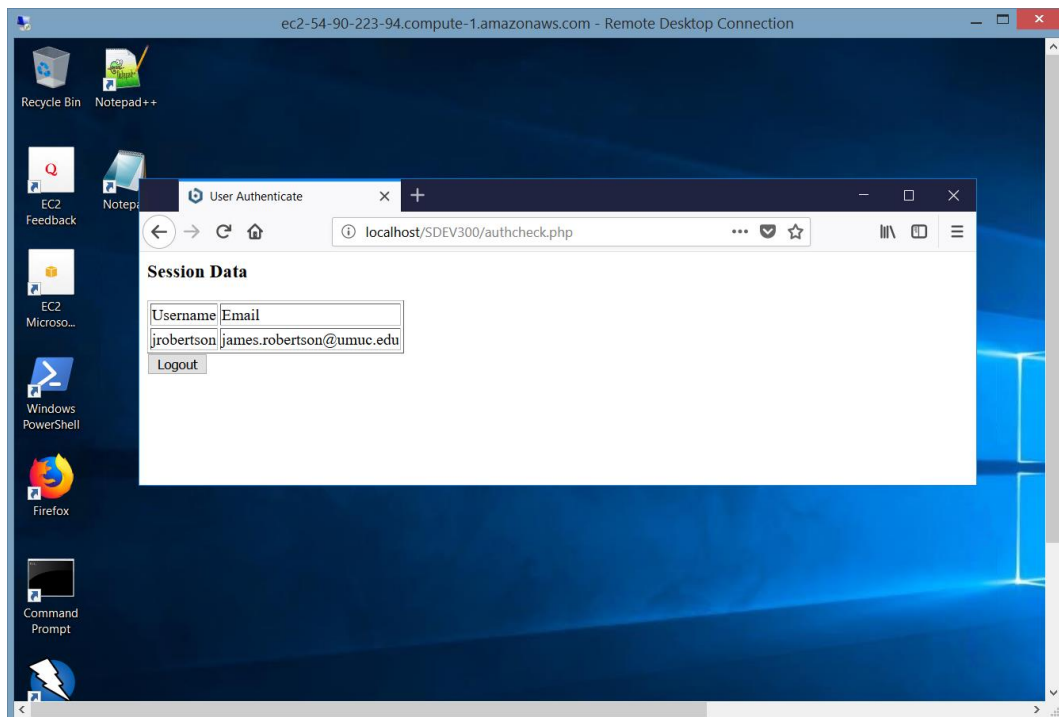 ec2-54-90-223-94.compute-1.amazonaws.com - Remote Desktop Connection
Recycle Bin
Notepad++
EC2
Feedback
Notepa
User Authenticate
localhost/SDEV300/authcheck.php
Session Data
Username Email
jrobertson james.robertson@umuc.edu
Logout
EC2
Microso...
Windows
PowerShell
Firefox
Command
Prompt